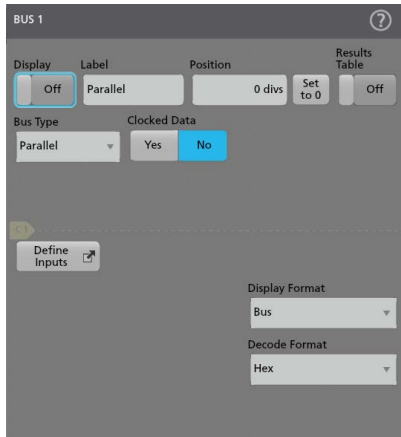 BUS 1
?
Display
Label
Position
Results
Table
Off
Parallel
0 divs
Set
to 0
Off
Bus Type
Clocked Data
Parallel
Yes
No
C1
Define
Inputs
Display Format
Bus
Decode Format
Hex